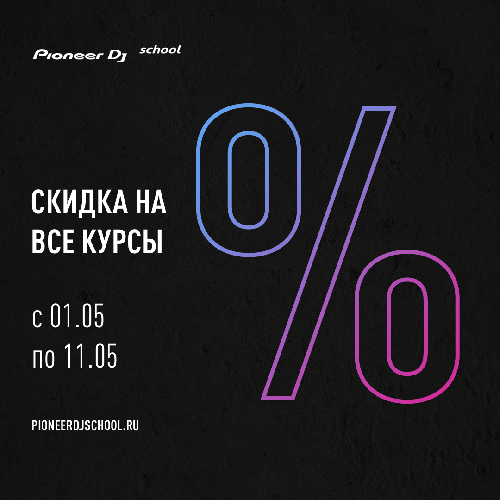 Pioneer Dj school
СКИДКА НА
ВСЕ КУРСЫ
%
с 01.05
по 11.05
PIONEERDJSCHOOL.RU